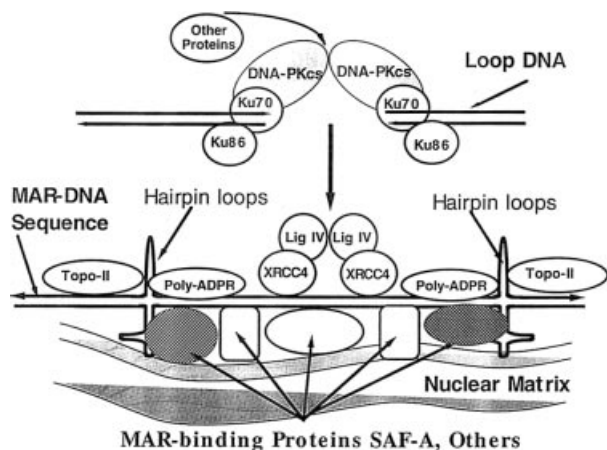 Other
Proteins
DNA-PKcs DNA-PKcs
Loop DNA
Ku70 Ku70
Ku86 Ku86
MAR-DNA
Sequence
Hairpin loops Hairpin loops
Lig IV Lig IV
Topo-II Poly-ADPR XRCC4 XRCC4 Poly-ADPR Topo-II
Nuclear Matrix
MAR-binding Proteins SAF-A, Others